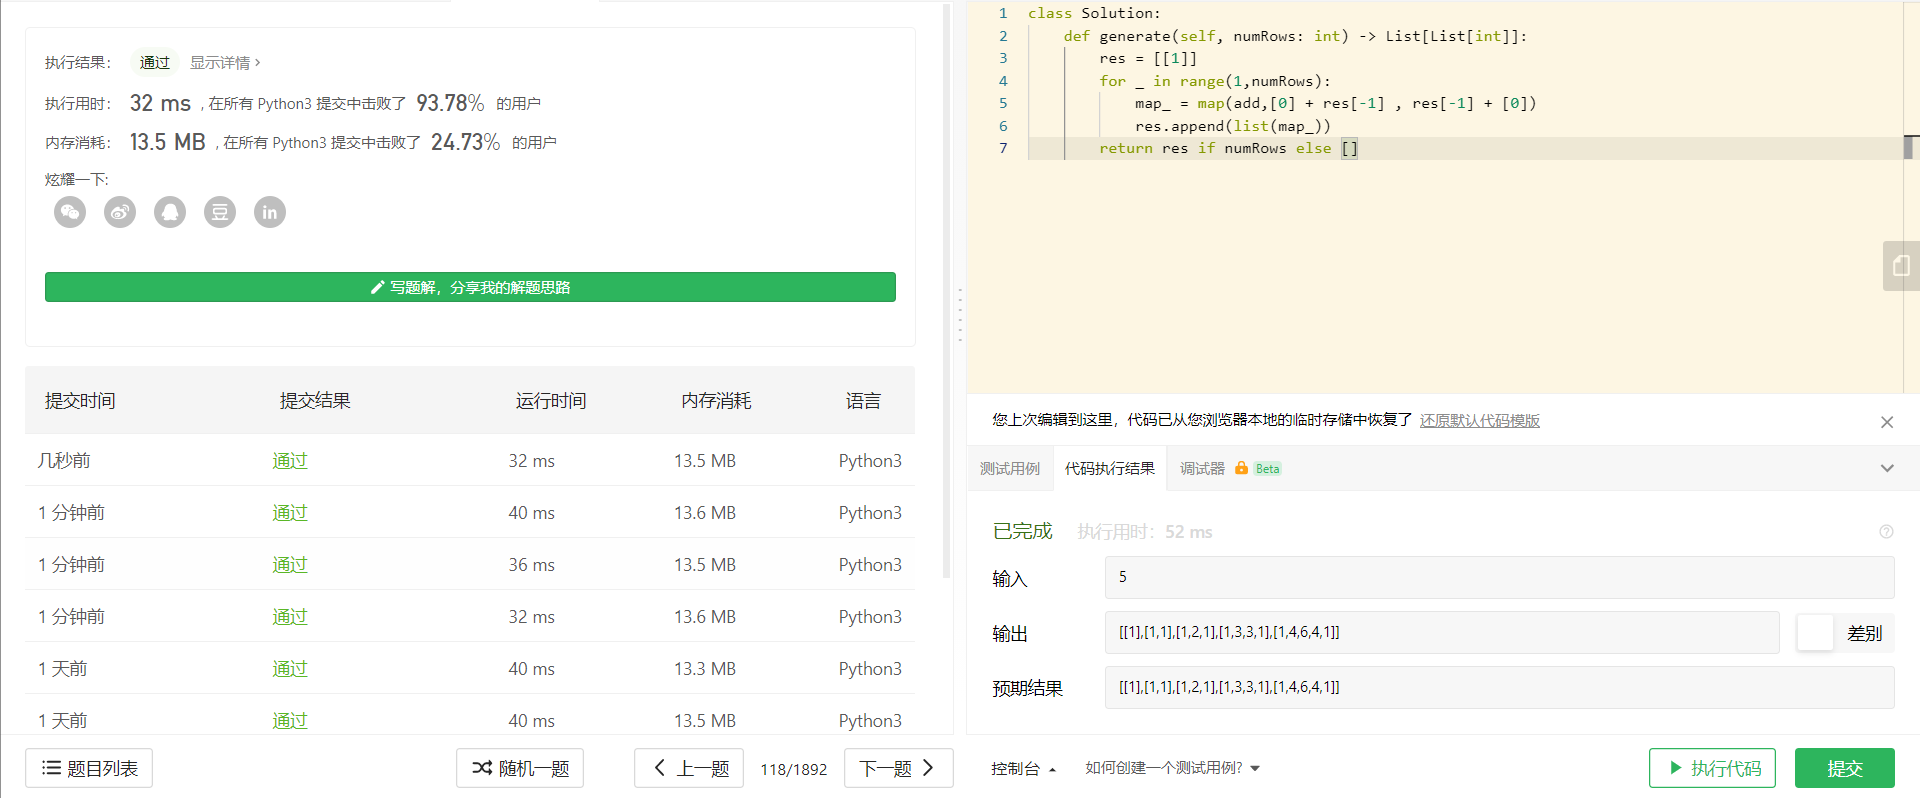 执行结果： 通过 显示详情 ›
执行用时： 32 ms , 在所有 Python3 提交中击败了 93.78% 的用户
内存消耗： 13.5 MB , 在所有 Python3 提交中击败了 24.73% 的用户
炫耀一下:
豆 in
写题解，分享我的解题思路
提交时间 提交结果 运行时间 内存消耗 语言
几秒前 通过 32 ms 13.5 MB Python3
1 分钟前 通过 40 ms 13.6 MB Python3
1 分钟前 通过 36 ms 13.5 MB Python3
1 分钟前 通过 32 ms 13.6 MB Python3
1 天前 通过 40 ms 13.3 MB Python3
1 天前 通过 40 ms 13.5 MB Python3
题目列表 随机一题 上一题 118/1892 下一题
1 class Solution:
2     def generate(self, numRows: int) -> List[List[int]]:
3         res = [[1]]
4         for _ in range(1,numRows):
5             map_ = map(add,[0] + res[-1] , res[-1] + [0])
6             res.append(list(map_))
7         return res if numRows else []
您上次编辑到这里，代码已从您浏览器本地的临时存储中恢复了 还原默认代码模版
测试用例 代码执行结果 调试器 Beta
已完成 执行用时：52 ms
输入 5
输出 [[1],[1,1],[1,2,1],[1,3,3,1],[1,4,6,4,1]] 差别
预期结果 [[1],[1,1],[1,2,1],[1,3,3,1],[1,4,6,4,1]]
控制台 如何创建一个测试用例? 执行代码 提交